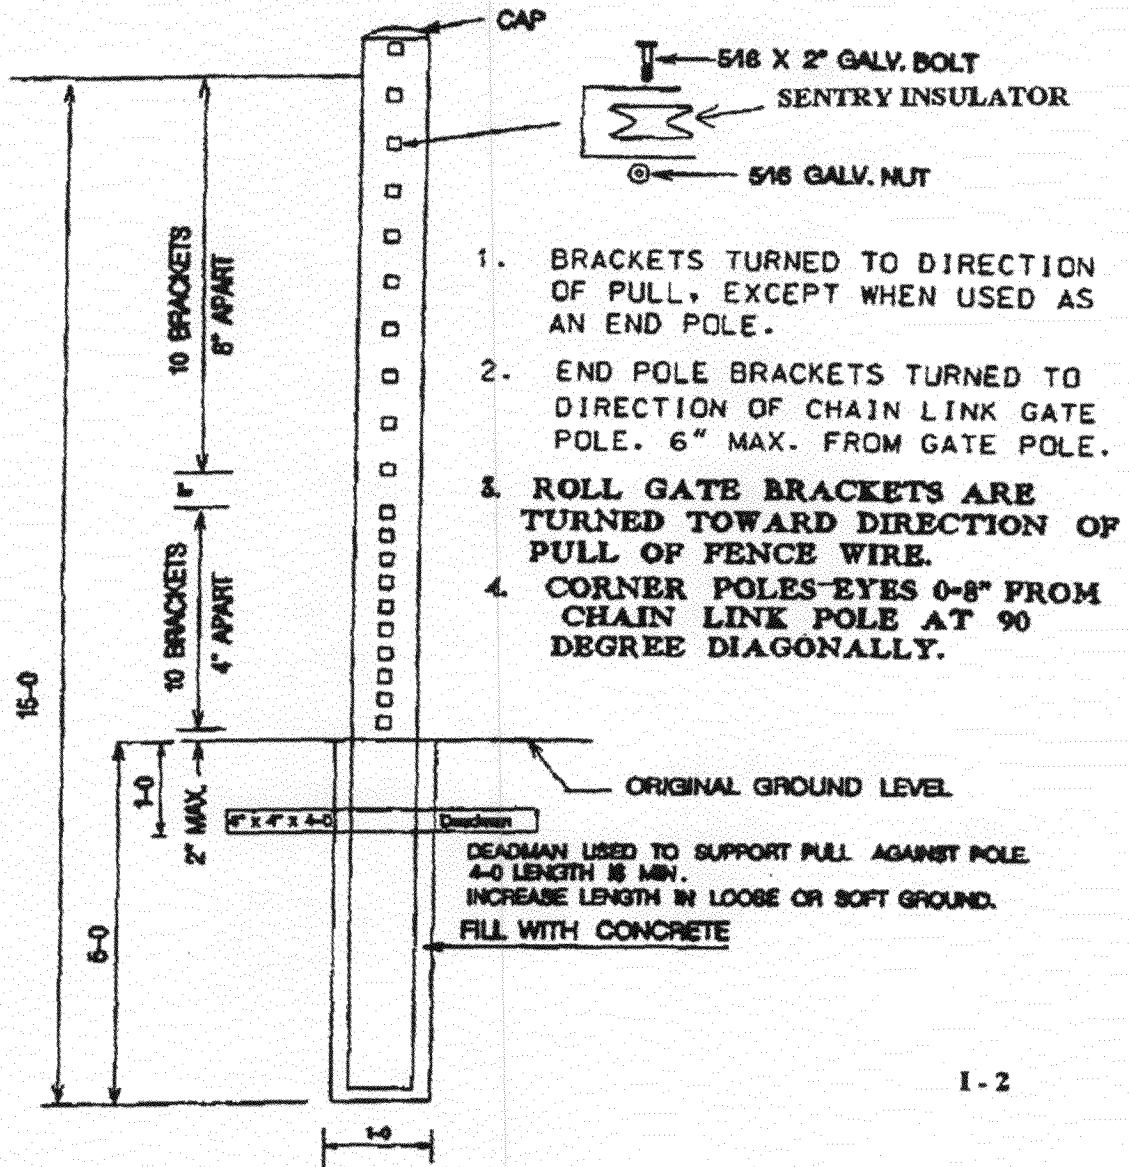 CAP
5/16 X 2" GALV. BOLT
SENTRY INSULATOR
5/16 GALV. NUT
10 BRACKETS
8" APART
8"
10 BRACKETS
4" APART
15-0
1. BRACKETS TURNED TO DIRECTION
OF PULL, EXCEPT WHEN USED AS
AN END POLE.
2. END POLE BRACKETS TURNED TO
DIRECTION OF CHAIN LINK GATE
POLE. 6" MAX. FROM GATE POLE.
3. ROLL GATE BRACKETS ARE
TURNED TOWARD DIRECTION OF
PULL OF FENCE WIRE.
4. CORNER POLES-EYES 0-8" FROM
CHAIN LINK POLE AT 90
DEGREE DIAGONALLY.
1-0
2" MAX.
ORIGINAL GROUND LEVEL
4" x 4" x 4-0
Deadman
DEADMAN USED TO SUPPORT PULL AGAINST POLE.
4-0 LENGTH IS MIN.
INCREASE LENGTH IN LOOSE OR SOFT GROUND.
FILL WITH CONCRETE
5-0
I - 2
1-0